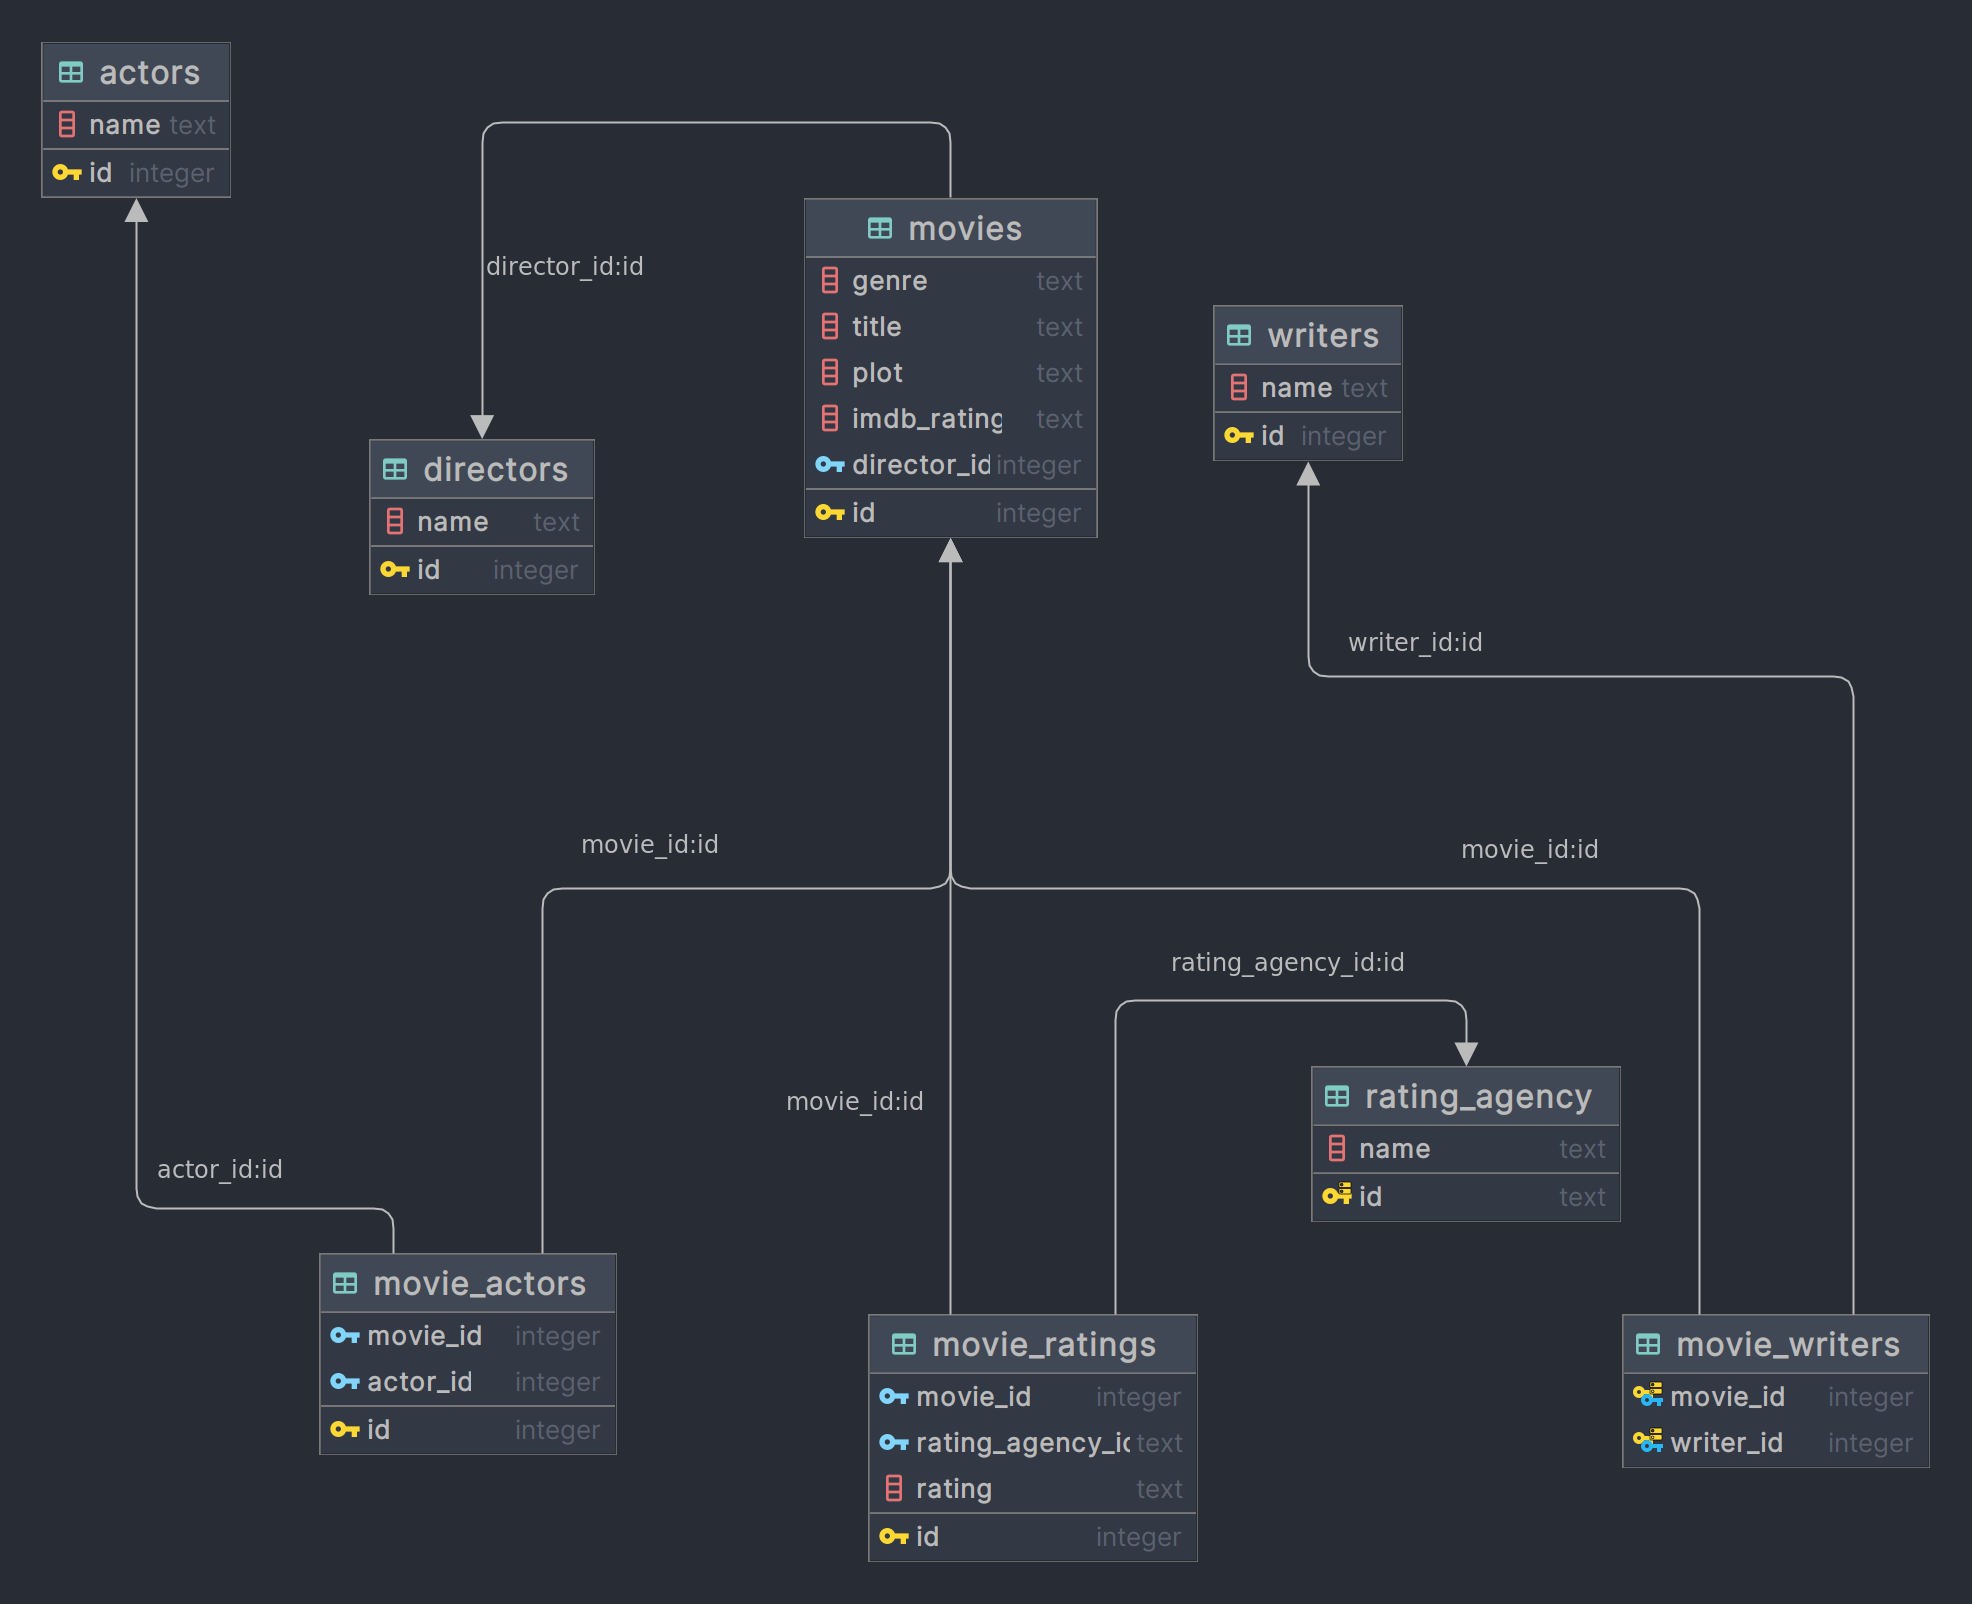 actors
name text
id integer
director_id:id
movies
genre text
title text
plot text
imdb_rating text
director_id integer
id integer
writers
name text
id integer
directors
name text
id integer
writer_id:id
movie_id:id
movie_id:id
rating_agency_id:id
movie_id:id
rating_agency
name text
id text
actor_id:id
movie_actors
movie_id integer
actor_id integer
id integer
movie_ratings
movie_id integer
rating_agency_id text
rating text
id integer
movie_writers
movie_id integer
writer_id integer